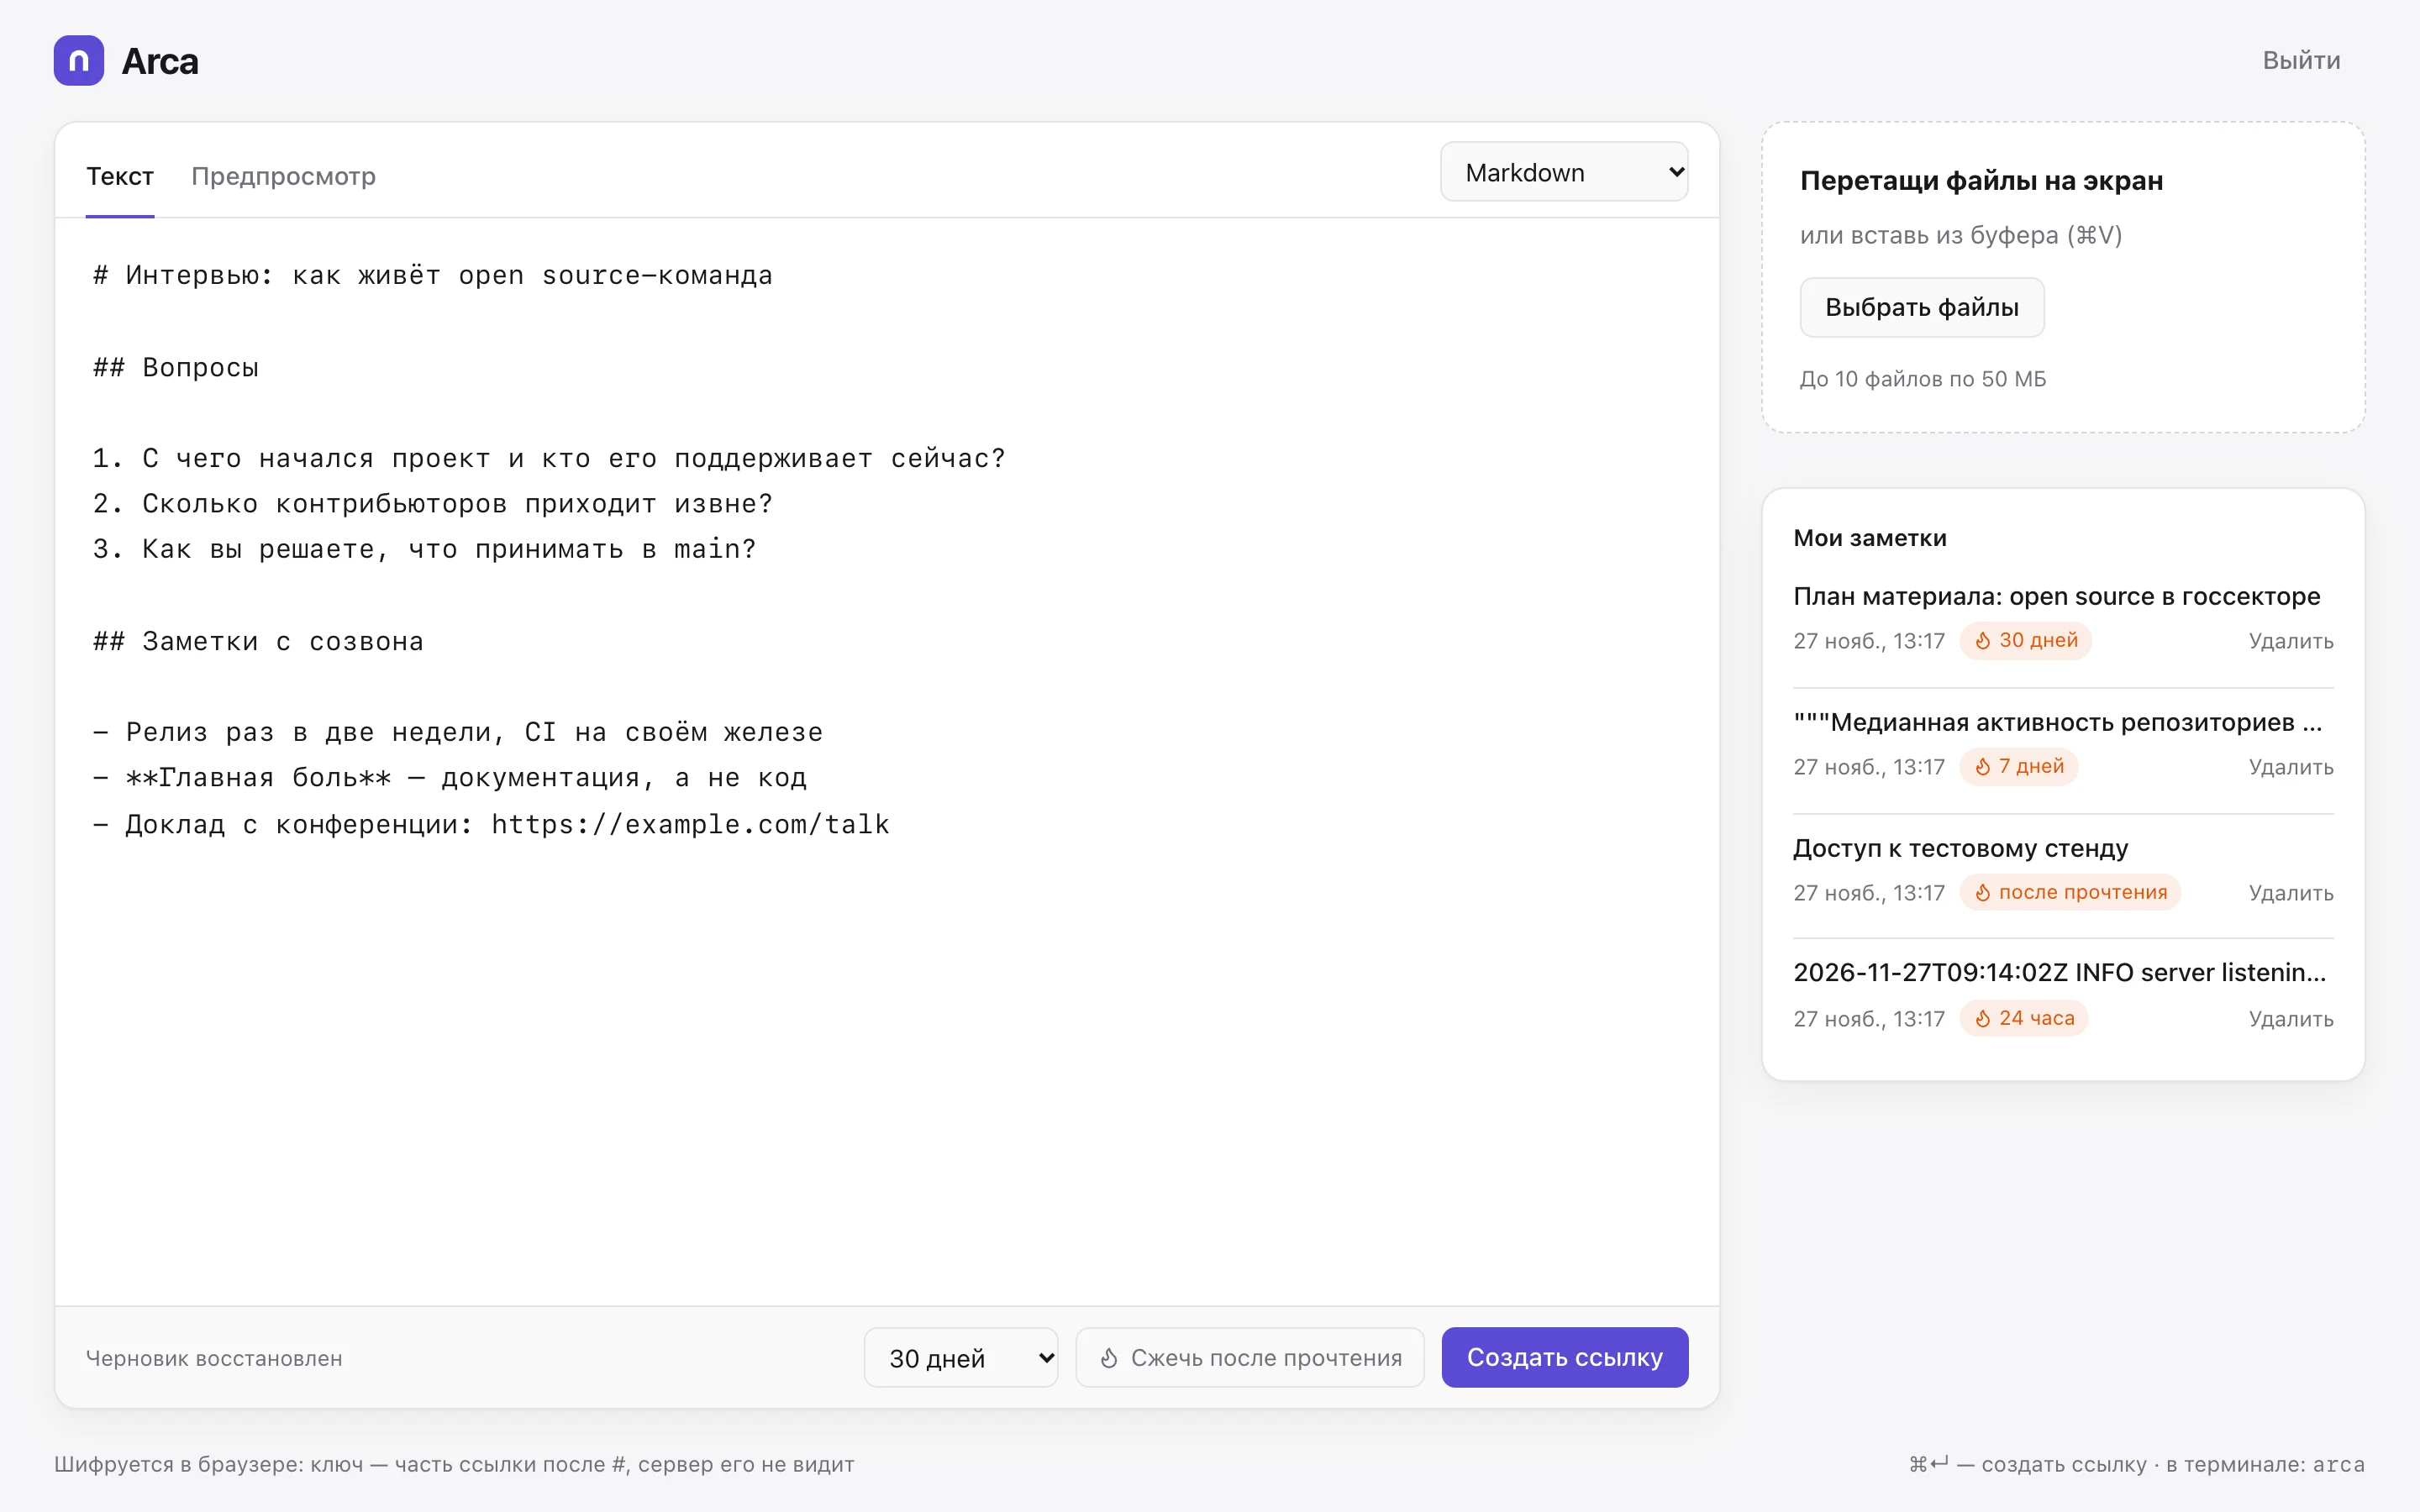 Arca
Выйти
Текст
Предпросмотр
Markdown
# Интервью: как живёт open source-команда
## Вопросы
1. С чего начался проект и кто его поддерживает сейчас?
2. Сколько контрибьюторов приходит извне?
3. Как вы решаете, что принимать в main?
## Заметки с созвона
- Релиз раз в две недели, CI на своём железе
- **Главная боль** — документация, а не код
- Доклад с конференции: https://example.com/talk
Черновик восстановлен
30 дней
Сжечь после прочтения
Создать ссылку
Перетащи файлы на экран
или вставь из буфера (⌘V)
Выбрать файлы
До 10 файлов по 50 МБ
Мои заметки
План материала: open source в госсекторе
27 нояб., 13:17 30 дней Удалить
"""Медианная активность репозиториев ...
27 нояб., 13:17 7 дней Удалить
Доступ к тестовому стенду
27 нояб., 13:17 после прочтения Удалить
2026-11-27T09:14:02Z INFO server listenin...
27 нояб., 13:17 24 часа Удалить
Шифруется в браузере: ключ — часть ссылки после #, сервер его не видит
⌘↵ — создать ссылку · в терминале: arca